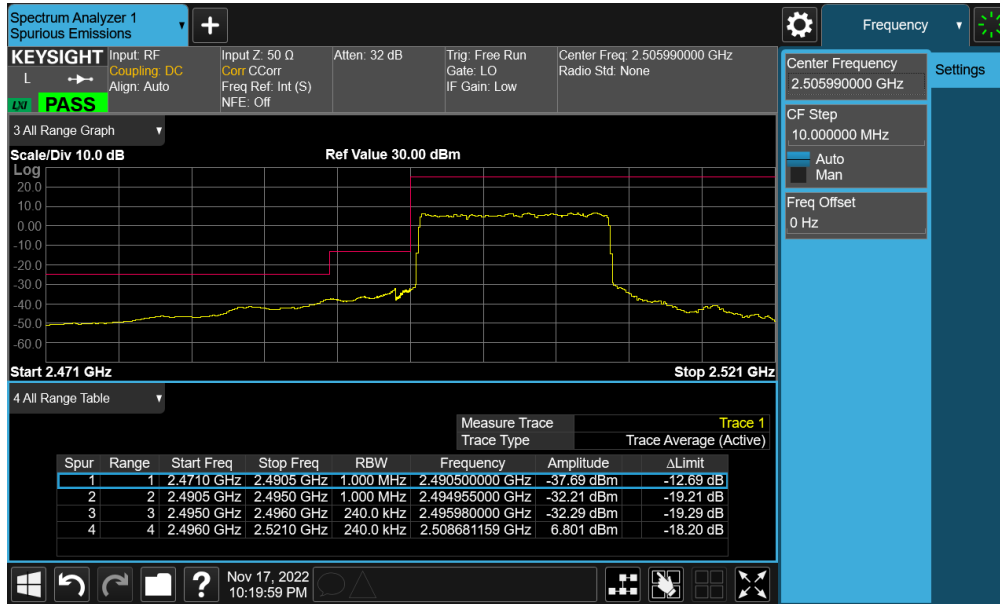 Spectrum Analyzer 1
Spurious Emissions
Frequency
KEYSIGHT
L
LXI PASS
Input: RF
Coupling: DC
Align: Auto
Input Z: 50 Ω
Corr CCorr
Freq Ref: Int (S)
NFE: Off
Atten: 32 dB
Trig: Free Run
Gate: LO
IF Gain: Low
Center Freq: 2.505990000 GHz
Radio Std: None
Center Frequency
2.505990000 GHz
Settings
CF Step
10.000000 MHz
Auto
Man
Freq Offset
0 Hz
3 All Range Graph
Scale/Div 10.0 dB
Ref Value 30.00 dBm
Log
20.0
10.0
0.00
-10.0
-20.0
-30.0
-40.0
-50.0
-60.0
Start 2.471 GHz
Stop 2.521 GHz
4 All Range Table
Measure Trace Trace 1
Trace Type Trace Average (Active)
Spur Range Start Freq Stop Freq RBW Frequency Amplitude ΔLimit
1 1 2.4710 GHz 2.4905 GHz 1.000 MHz 2.490500000 GHz -37.69 dBm -12.69 dB
2 2 2.4905 GHz 2.4950 GHz 1.000 MHz 2.494955000 GHz -32.21 dBm -19.21 dB
3 3 2.4950 GHz 2.4960 GHz 240.0 kHz 2.495980000 GHz -32.29 dBm -19.29 dB
4 4 2.4960 GHz 2.5210 GHz 240.0 kHz 2.508681159 GHz 6.801 dBm -18.20 dB
Nov 17, 2022
10:19:59 PM